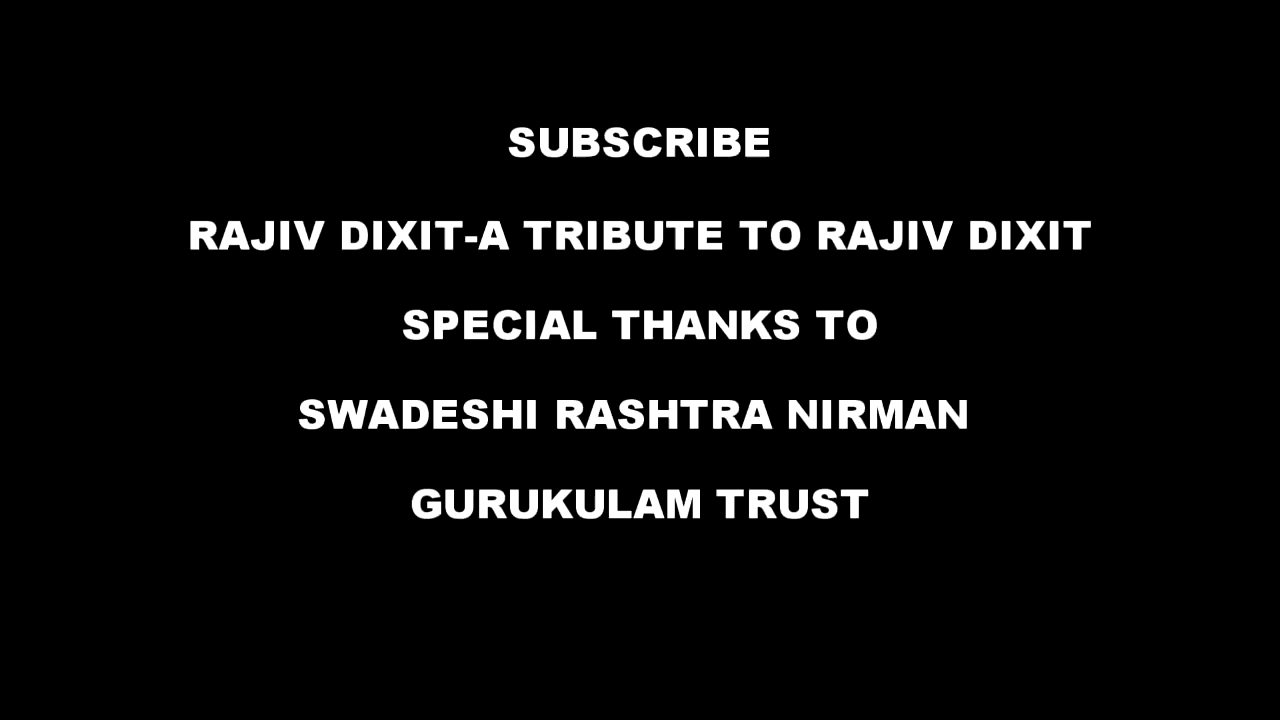 SUBSCRIBE
RAJIV DIXIT-A TRIBUTE TO RAJIV DIXIT
SPECIAL THANKS TO
SWADESHI RASHTRA NIRMAN
GURUKULAM TRUST